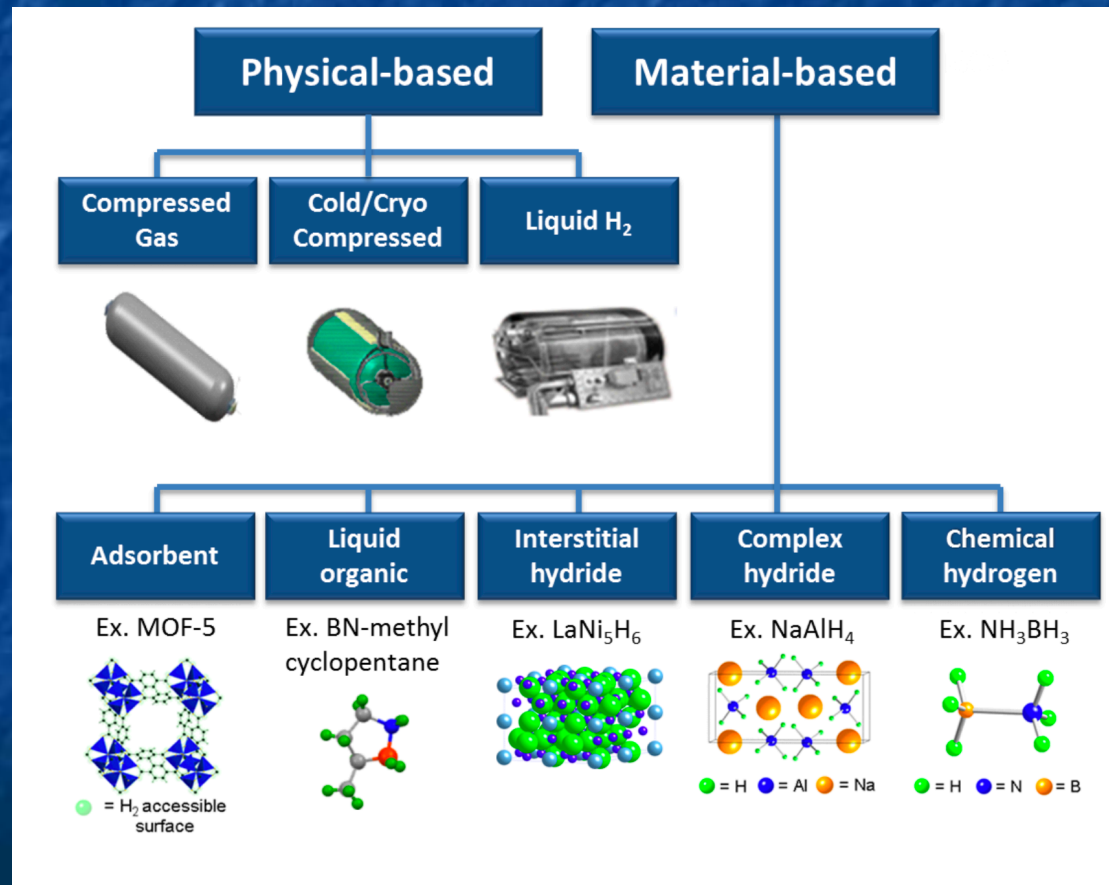 Physical-based
Material-based
Compressed
Gas
Cold/Cryo
Compressed
Liquid H₂
Adsorbent
Liquid
organic
Interstitial
hydride
Complex
hydride
Chemical
hydrogen
Ex. MOF-5
Ex. BN-methyl
cyclopentane
Ex. LaNi₅H₆
Ex. NaAlH₄
Ex. NH₃BH₃
= H₂ accessible
surface
= H = Al = Na
= H = N = B